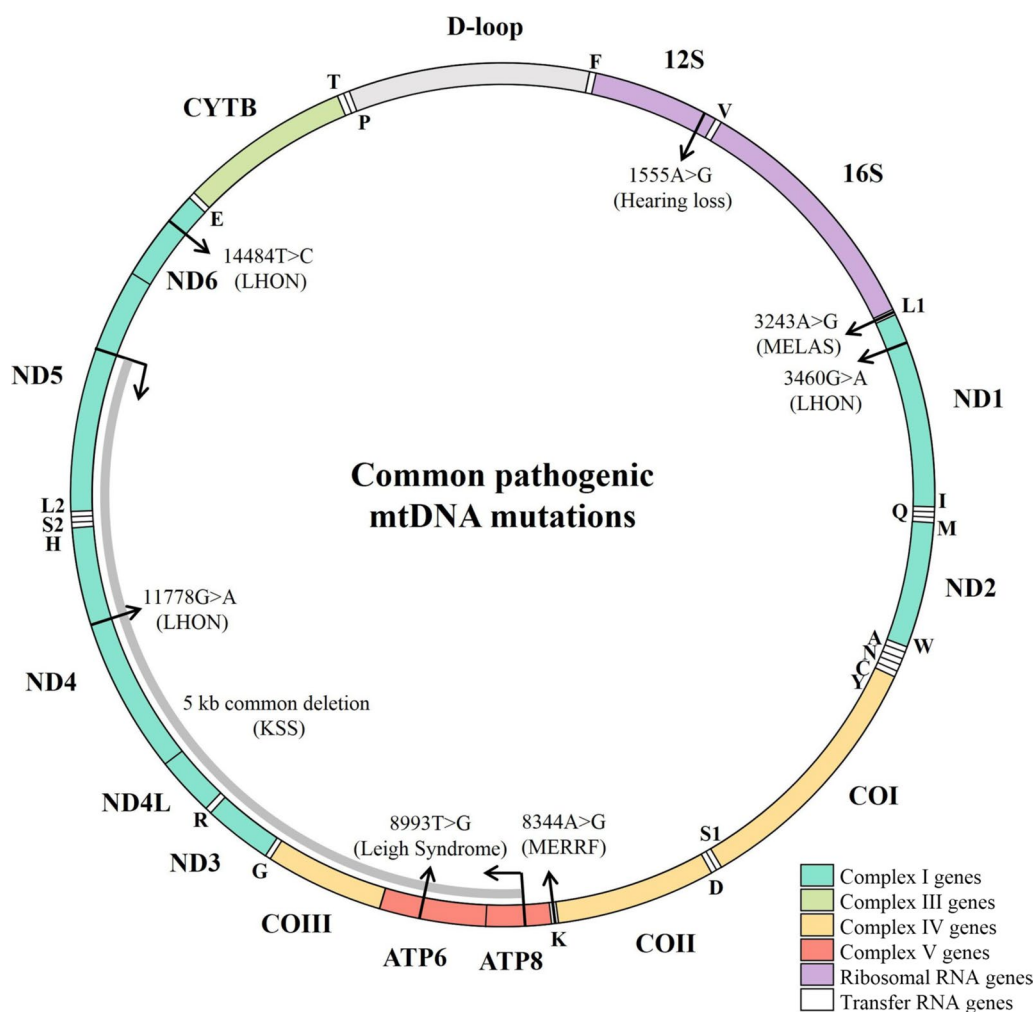 D-loop
F
12S
V
1555A>G
(Hearing loss)
16S
L1
3243A>G
(MELAS)
3460G>A
(LHON)
ND1
I
Q
M
ND2
W
A
N
C
Y
COI
S1
D
COII
K
8344A>G
(MERRF)
ATP8
8993T>G
(Leigh Syndrome)
ATP6
COIII
G
ND3
R
ND4L
5 kb common deletion
(KSS)
ND4
11778G>A
(LHON)
H
S2
L2
ND5
ND6
14484T>C
(LHON)
E
CYTB
T
P
Common pathogenic
mtDNA mutations
Complex I genes
Complex III genes
Complex IV genes
Complex V genes
Ribosomal RNA genes
Transfer RNA genes